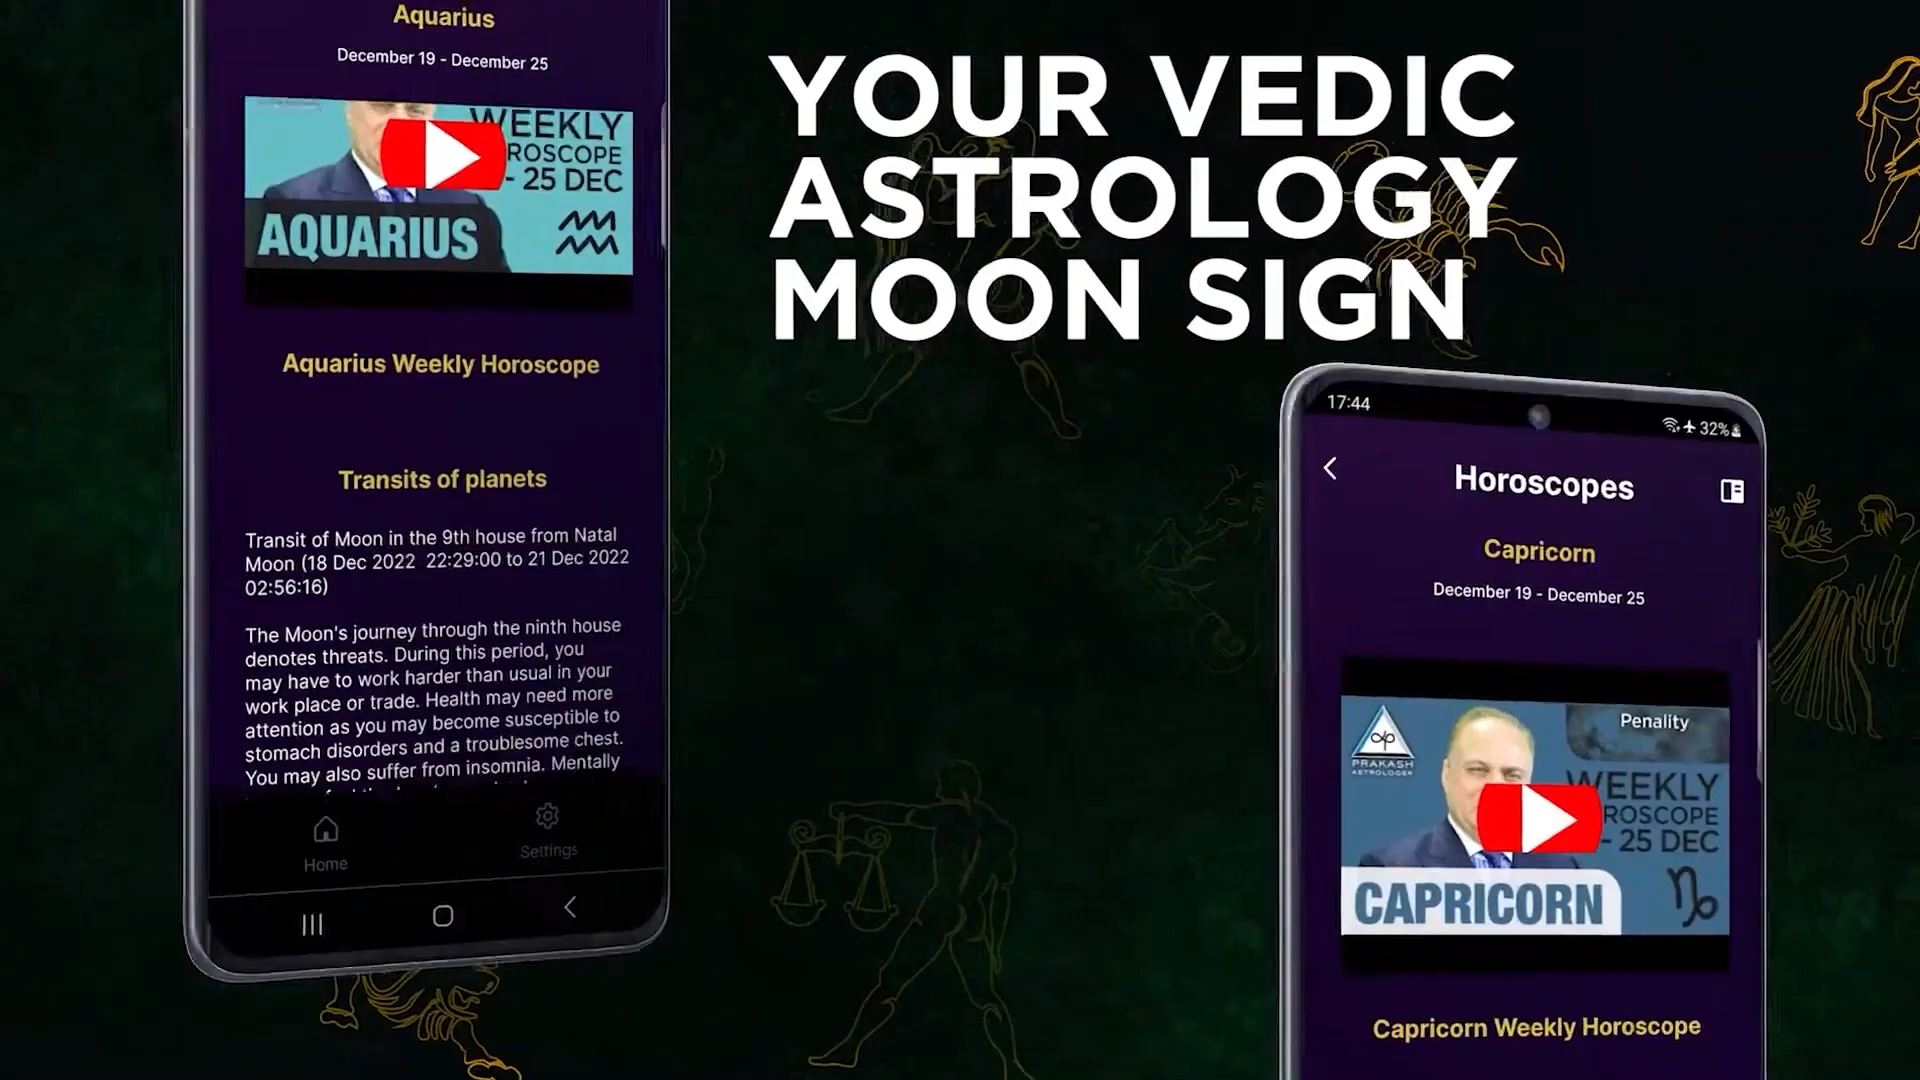 Aquarius
December 19 - December 25
WEEKLY
ROSCOPE
- 25 DEC
AQUARIUS
Aquarius Weekly Horoscope
Transits of planets
Transit of Moon in the 9th house from Natal
Moon (18 Dec 2022 22:29:00 to 21 Dec 2022
02:56:16)
The Moon's journey through the ninth house
denotes threats. During this period, you
may have to work harder than usual in your
work place or trade. Health may need more
attention as you may become susceptible to
stomach disorders and a troublesome chest.
You may also suffer from insomnia. Mentally
Home
Settings
YOUR VEDIC
ASTROLOGY
MOON SIGN
17:44
32%
Horoscopes
Capricorn
December 19 - December 25
PRAKASH
ASTROLOGER
Penality
WEEKLY
ROSCOPE
- 25 DEC
CAPRICORN
Capricorn Weekly Horoscope